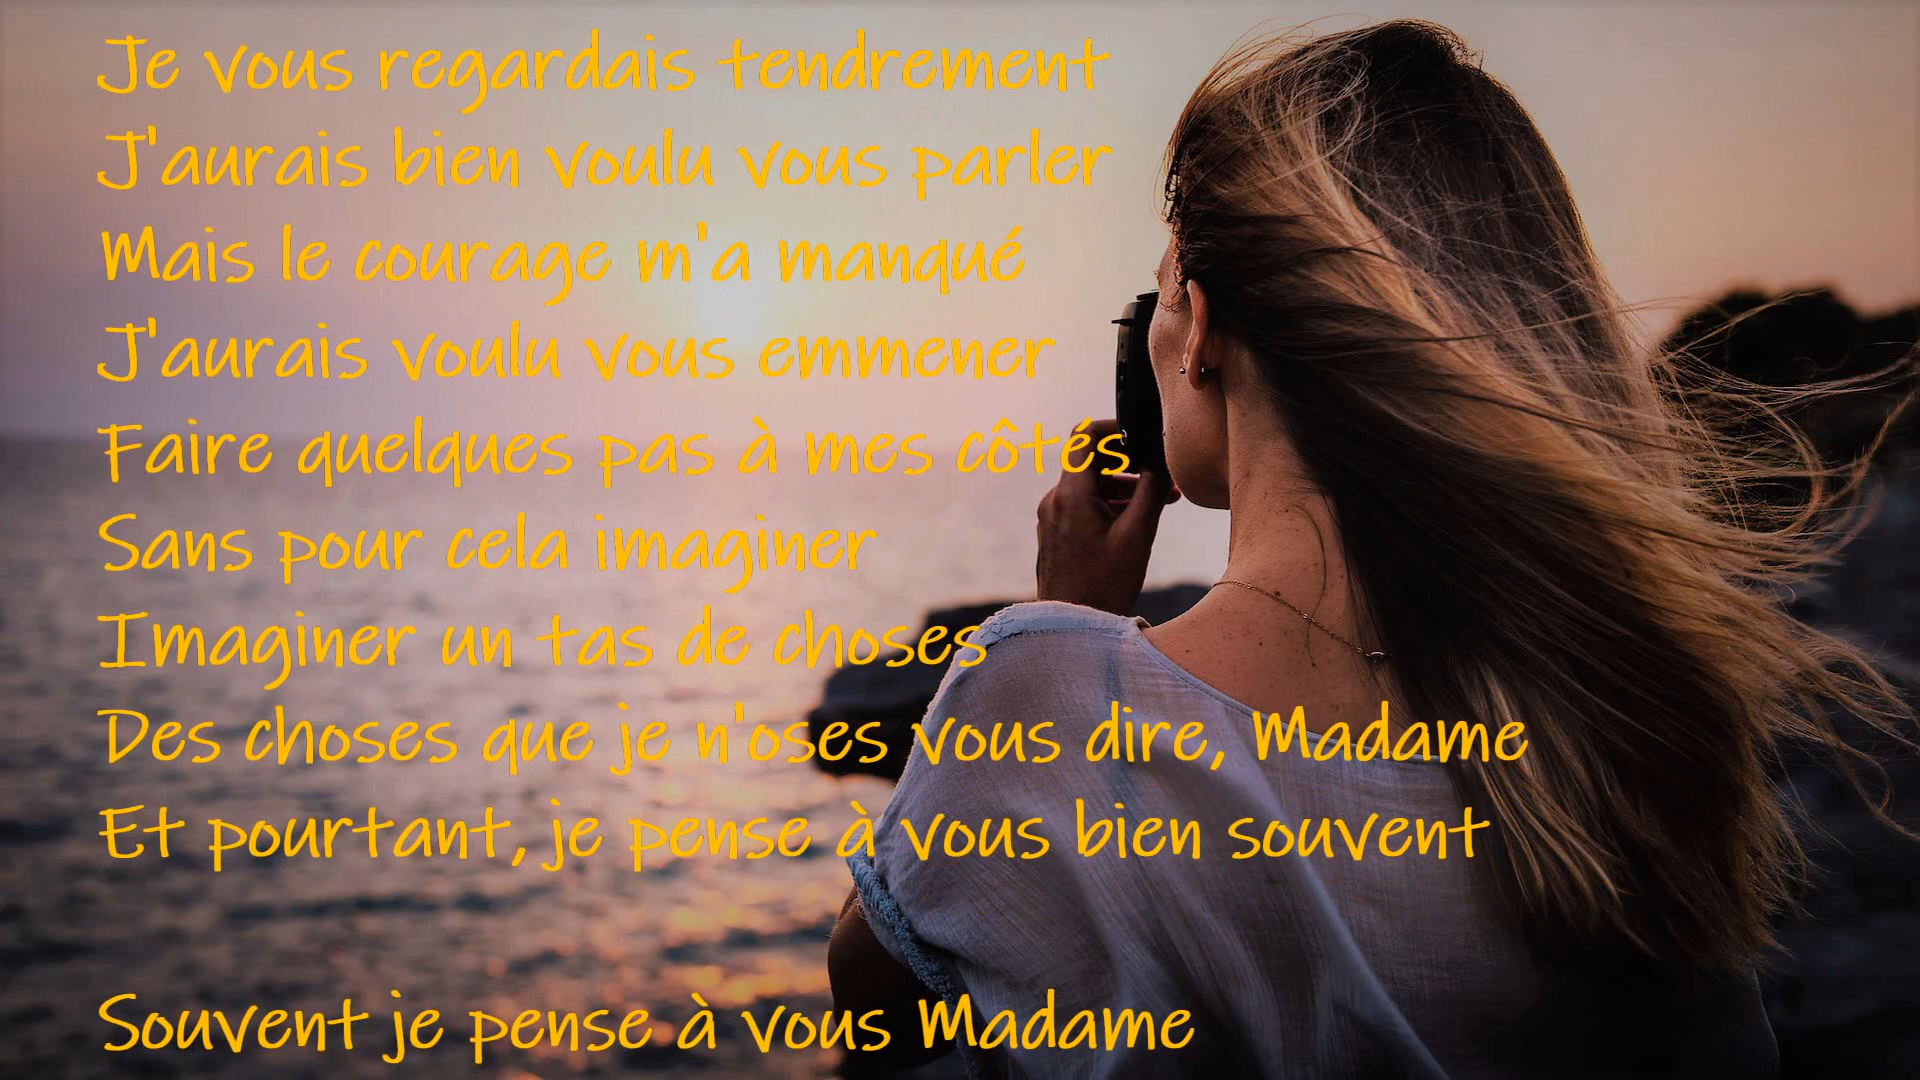 Je vous regardais tendrement
J'aurais bien voulu vous parler
Mais le courage m'a manqué
J'aurais voulu vous emmener
Faire quelques pas à mes côtés
Sans pour cela imaginer
Imaginer un tas de choses
Des choses que je n'oses vous dire, Madame
Et pourtant, je pense à vous bien souvent
Souvent je pense à vous Madame